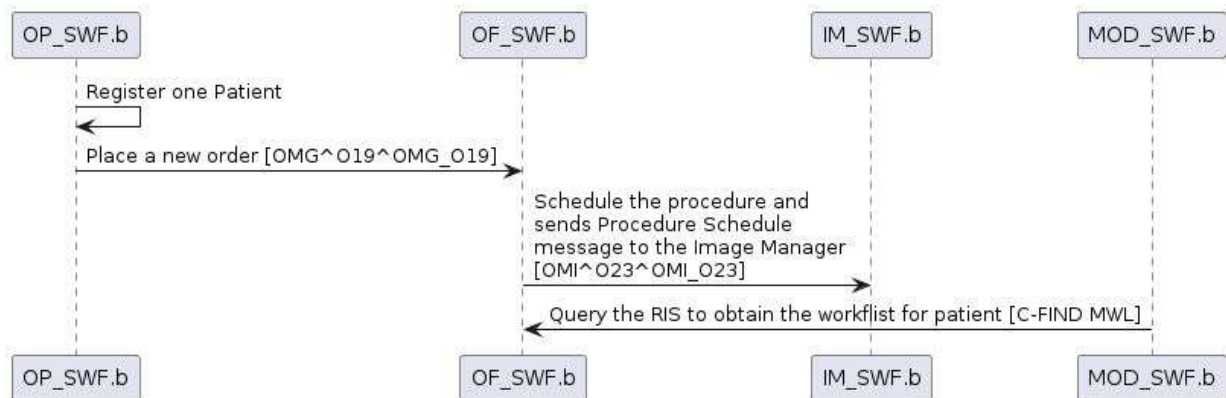 OP_SWF.b OF_SWF.b IM_SWF.b MOD_SWF.b
Register one Patient
Place a new order [OMG^O19^OMG_O19]
Schedule the procedure and
sends Procedure Schedule
message to the Image Manager
[OMI^O23^OMI_O23]
Query the RIS to obtain the workflist for patient [C-FIND MWL]
OP_SWF.b OF_SWF.b IM_SWF.b MOD_SWF.b